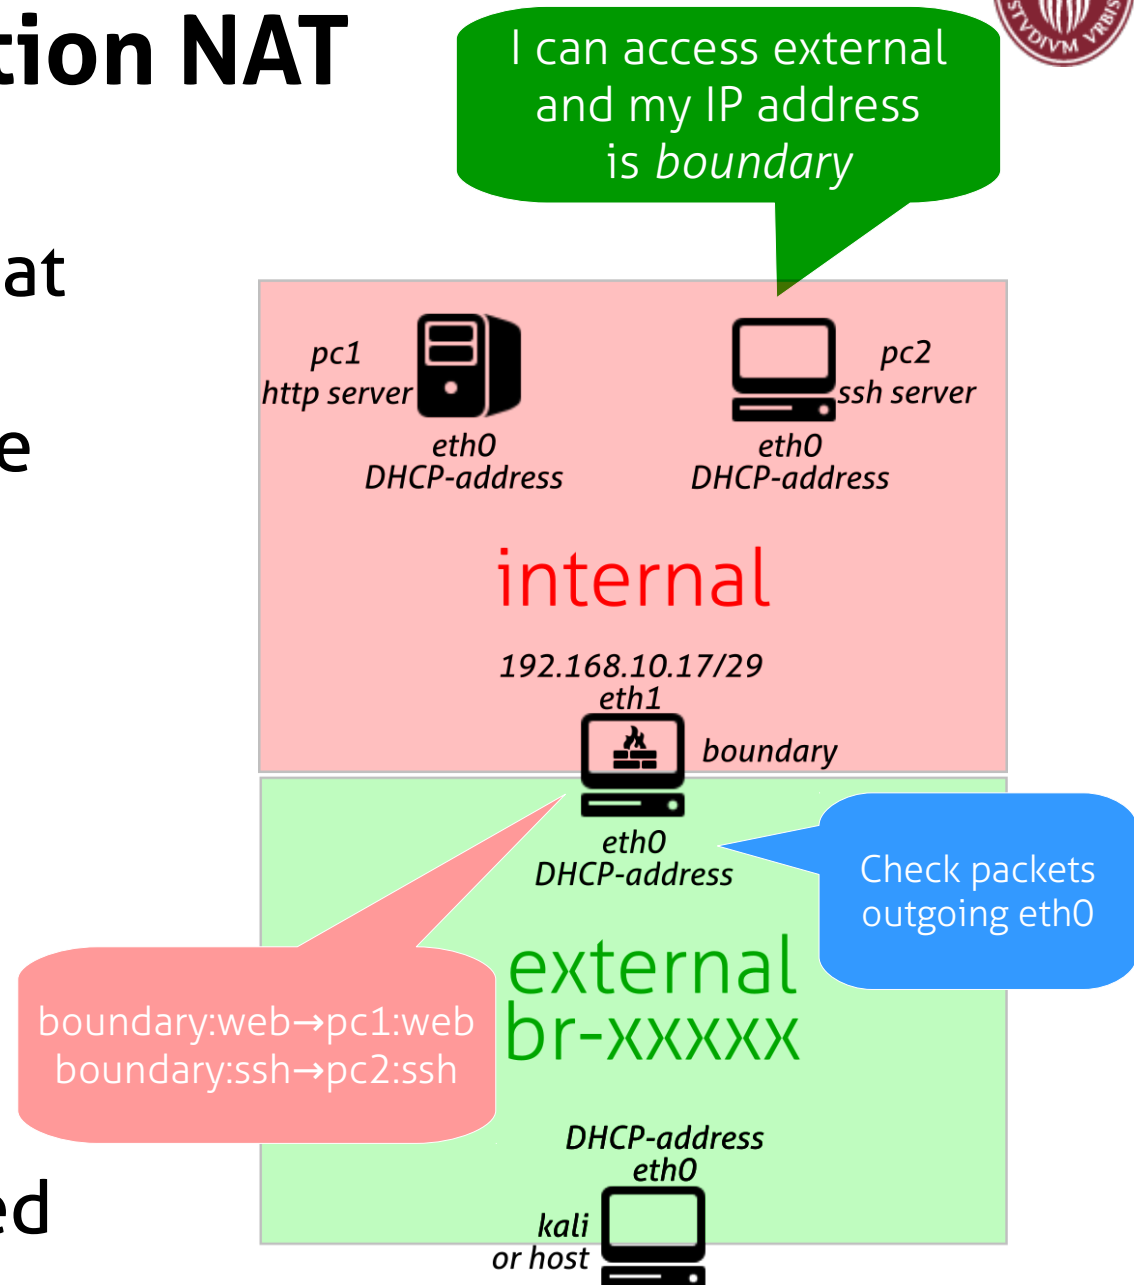 tion NAT
STVDIVM VRBIS
I can access external
and my IP address
is boundary
at
e
pc1
http server
pc2
ssh server
eth0
DHCP-address
eth0
DHCP-address
internal
192.168.10.17/29
eth1
boundary
eth0
DHCP-address
Check packets
outgoing eth0
external
br-xxxxx
boundary:web→pc1:web
boundary:ssh→pc2:ssh
DHCP-address
eth0
ed
kali
or host